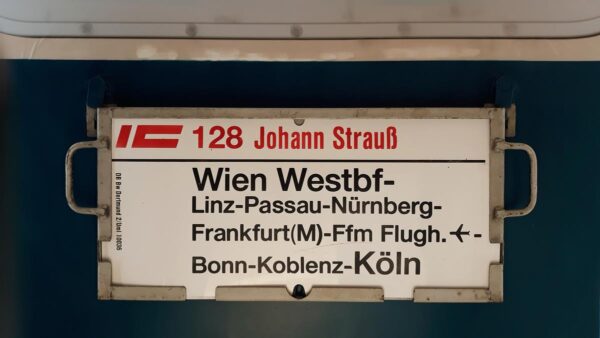 IC 128 Johann Strauß
Wien Westbf-
Linz-Passau-Nürnberg-
Frankfurt(M)-Ffm Flugh. ✈-
Bonn-Koblenz-Köln